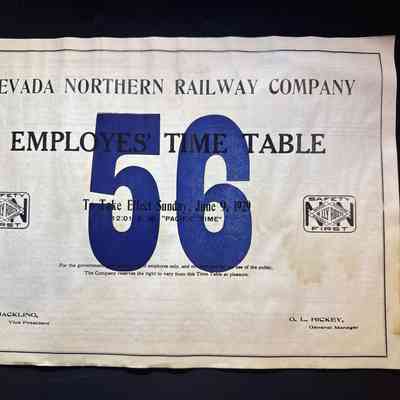 EVADA NORTHERN RAILWAY COMPANY
EMPLOYES' TIME TABLE
56
To Take Effect Sunday, June 9, 1929
12:01 A. M. "PACIFIC TIME"
SAFETY
FIRST
SAFETY
FIRST
For the government employes only, and not of the public.
The Company reserves the right to vary from this Time Table at pleasure.
JACKLING,
Vice President
O. L. HICKEY,
General Manager